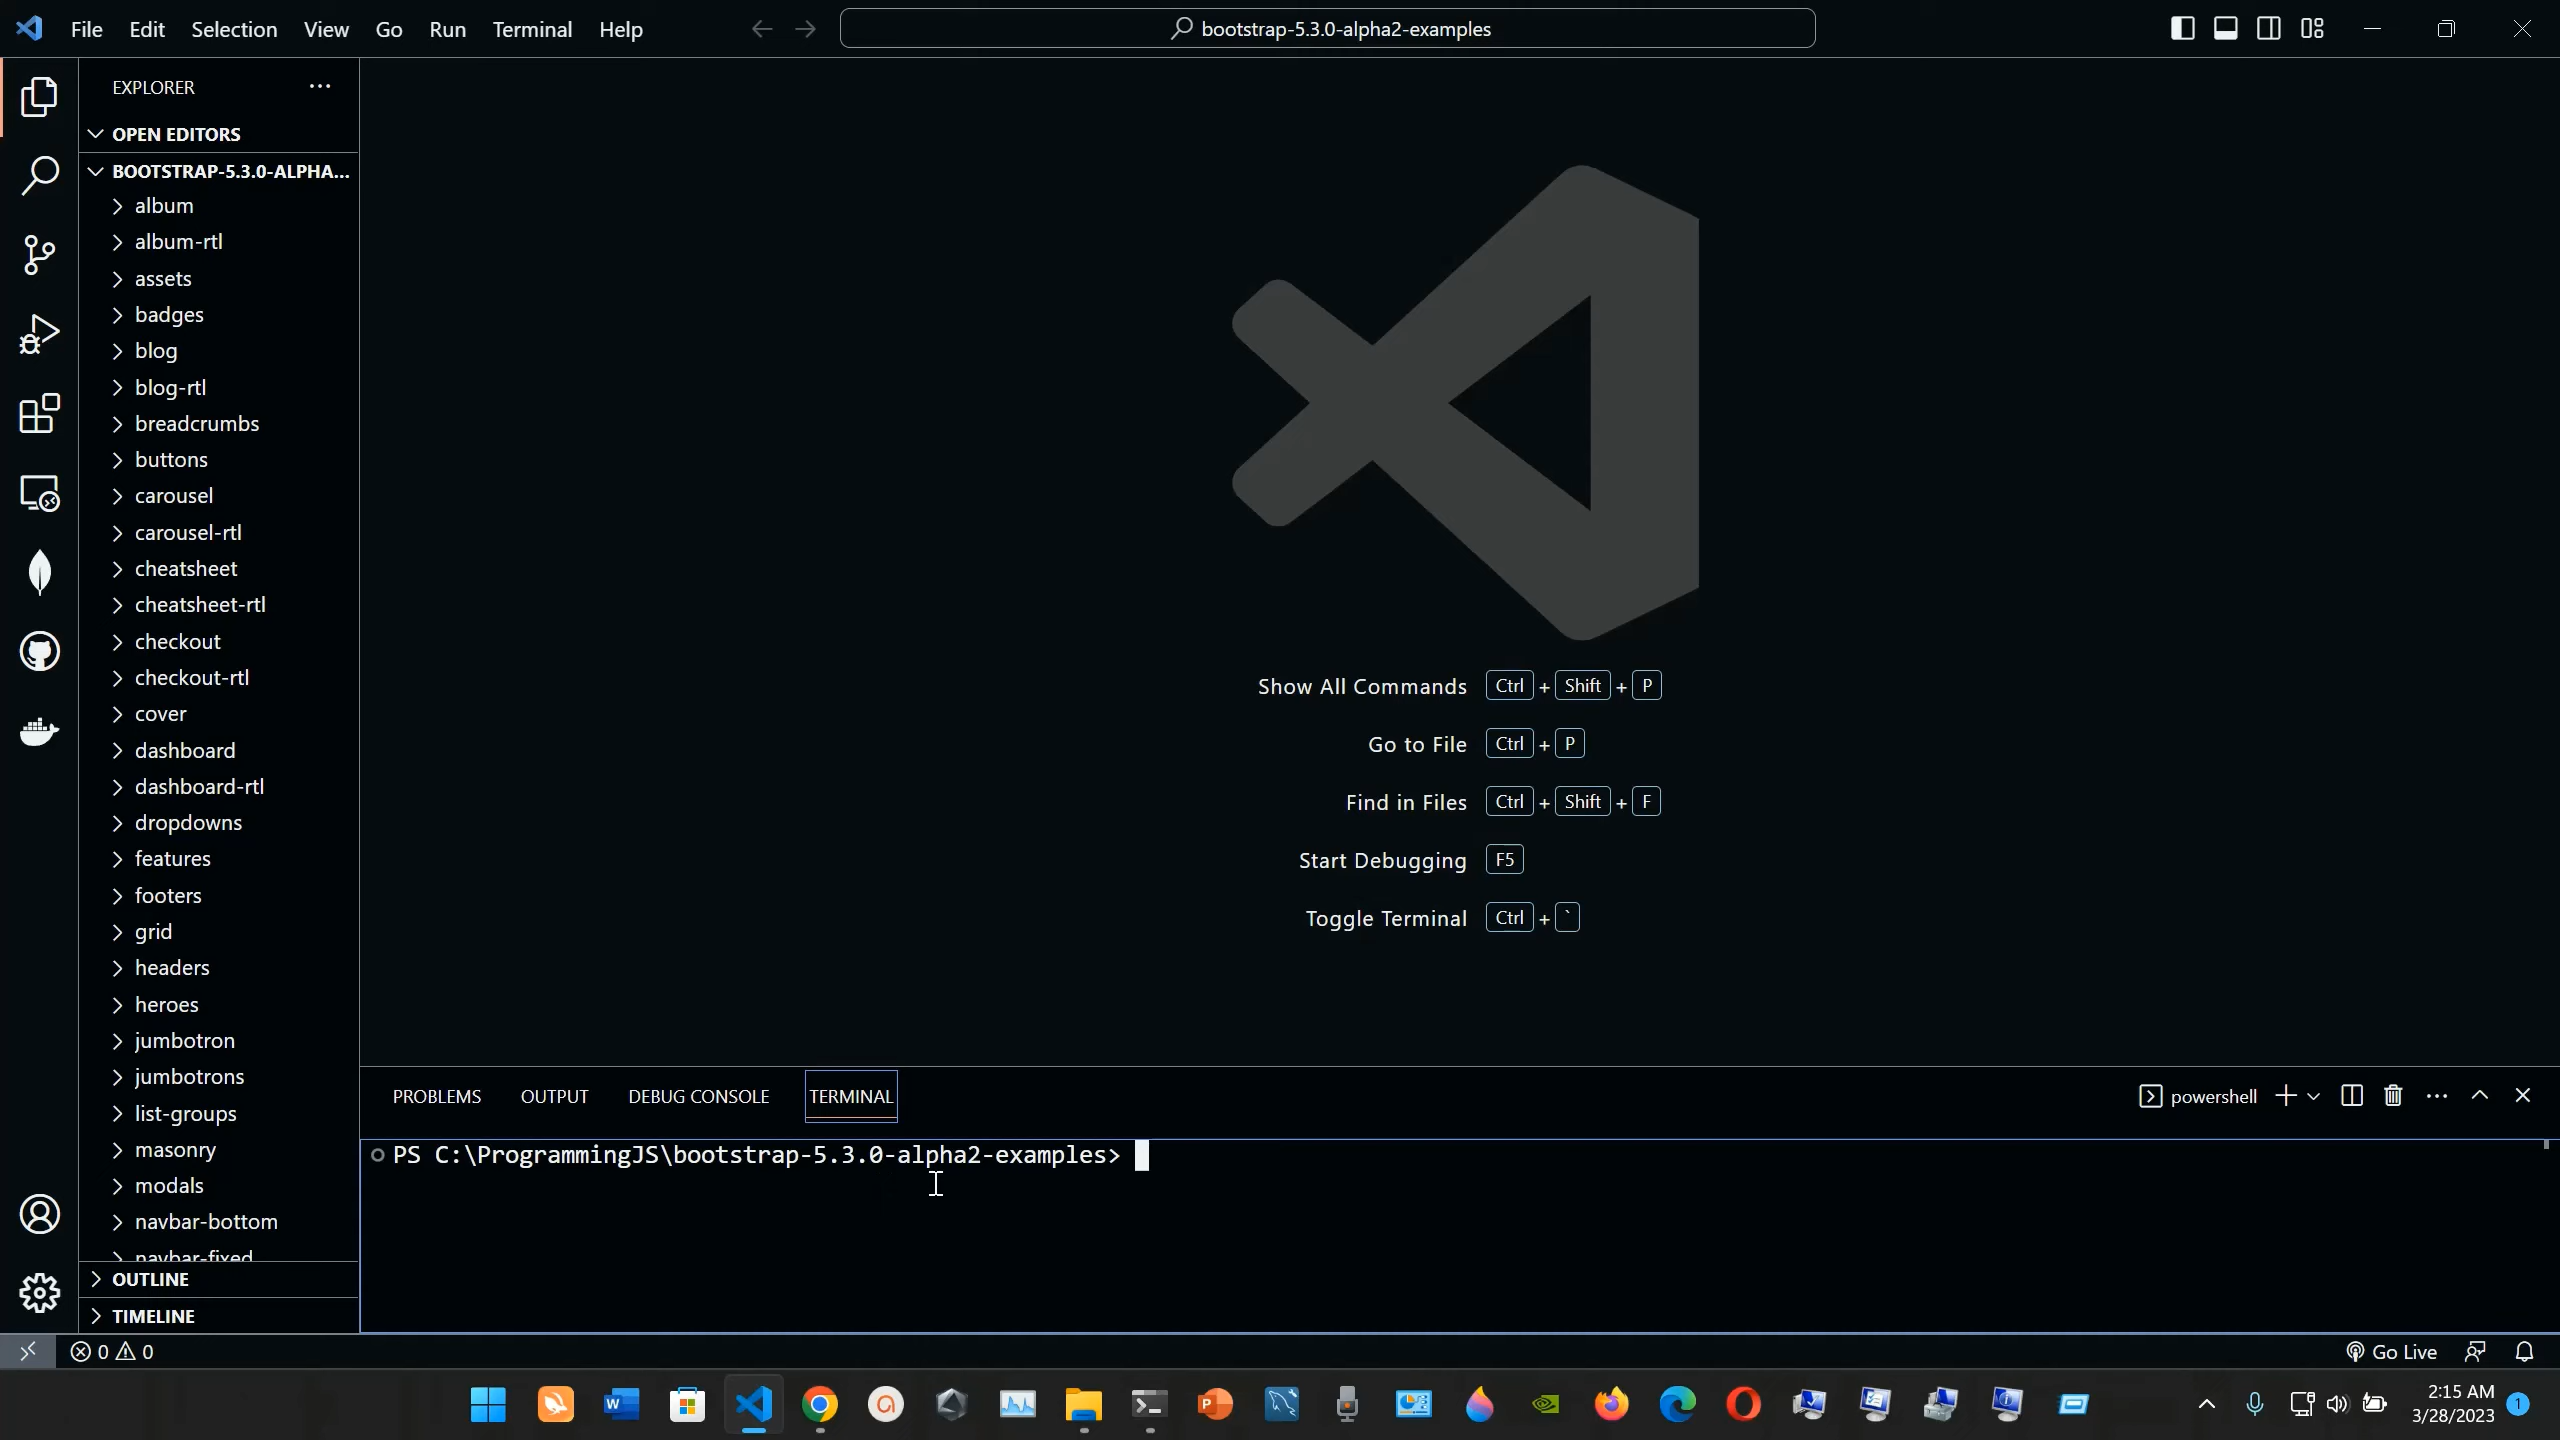 File Edit Selection View Go Run Terminal Help
bootstrap-5.3.0-alpha2-examples
EXPLORER
OPEN EDITORS
BOOTSTRAP-5.3.0-ALPHA...
album
album-rtl
assets
badges
blog
blog-rtl
breadcrumbs
buttons
carousel
carousel-rtl
cheatsheet
cheatsheet-rtl
checkout
checkout-rtl
cover
dashboard
dashboard-rtl
dropdowns
features
footers
grid
headers
heroes
jumbotron
jumbotrons
list-groups
masonry
modals
navbar-bottom
navbar-fixed
OUTLINE
TIMELINE
Show All Commands Ctrl + Shift + P
Go to File Ctrl + P
Find in Files Ctrl + Shift + F
Start Debugging F5
Toggle Terminal Ctrl + `
PROBLEMS OUTPUT DEBUG CONSOLE TERMINAL
powershell
PS C:\ProgrammingJS\bootstrap-5.3.0-alpha2-examples>
0 0
Go Live
2:15 AM
3/28/2023
1